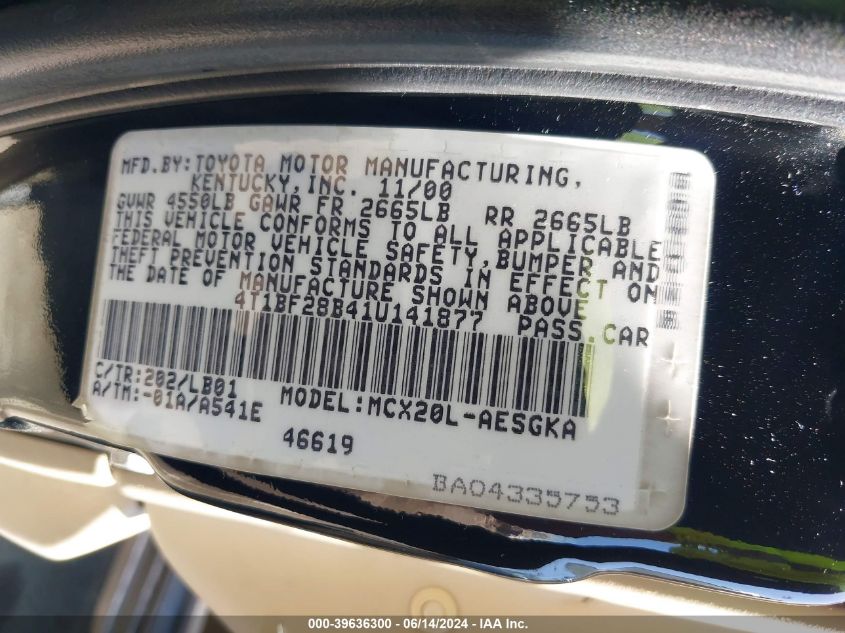 MFD.BY:TOYOTA MOTOR MANUFACTURING,
KENTUCKY,INC. 11/00
GVWR 4550LB GAWR FR 2665LB RR 2665LB
THIS VEHICLE CONFORMS TO ALL APPLICABLE
FEDERAL MOTOR VEHICLE SAFETY,BUMPER AND
THEFT PREVENTION STANDARDS IN EFFECT ON
THE DATE OF MANUFACTURE SHOWN ABOVE.
4T1BF28B41U141877 PASS.CAR
C/TR:202/LB01 MODEL:MCX20L-AESGKA
A/TM:-01A/A541E
46619
BA04335753
000-39636300 - 06/14/2024 - IAA Inc.